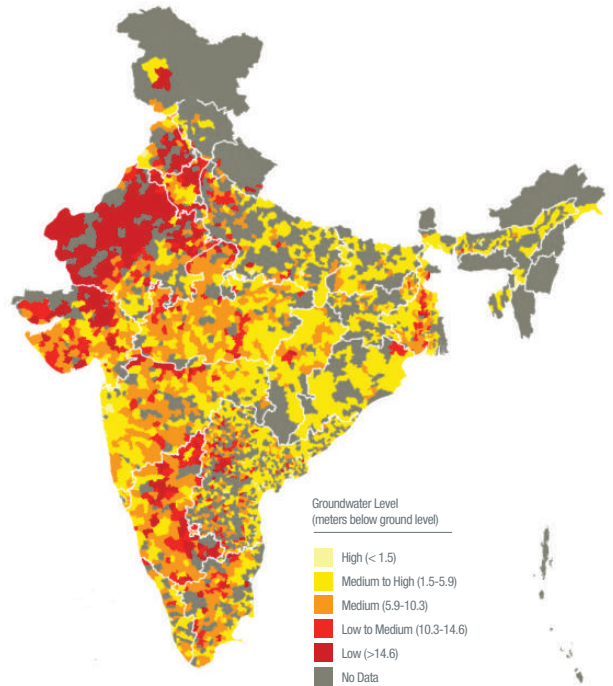 Groundwater Level
(meters below ground level)
High (< 1.5)
Medium to High (1.5-5.9)
Medium (5.9-10.3)
Low to Medium (10.3-14.6)
Low (>14.6)
No Data